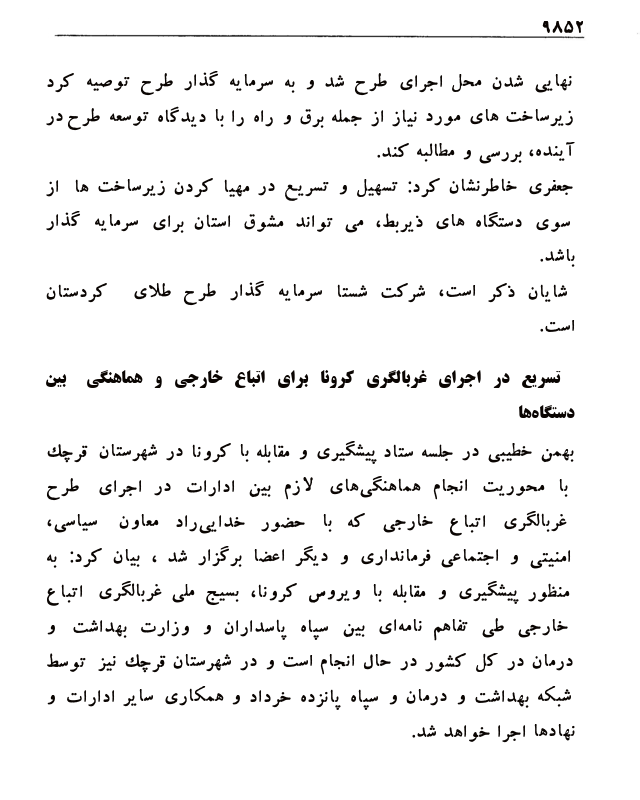 ۹۸۵۲
نهایی شدن محل اجرای طرح شد و به سرمایه گذار طرح توصیه کرد
زیرساخت های مورد نیاز از جمله برق و راه را با دیدگاه توسعه طرح در
آینده، بررسی و مطالبه کند.
جعفری خاطرنشان کرد: تسهیل و تسریع در مهیا کردن زیرساخت ها از
سوی دستگاه های ذیربط، می تواند مشوق استان برای سرمایه گذار
باشد.
شایان ذکر است، شرکت شستا سرمایه گذار طرح طلای کردستان
است.
تسریع در اجرای غربالگری کرونا برای اتباع خارجی و هماهنگی بین
دستگاه‌ها
بهمن خطیبی در جلسه ستاد پیشگیری و مقابله با کرونا در شهرستان قرچك
با محوریت انجام هماهنگی‌های لازم بین ادارات در اجرای طرح
غربالگری اتباع خارجی که با حضور خدایی‌راد معاون سیاسی،
امنیتی و اجتماعی فرمانداری و دیگر اعضا برگزار شد ، بیان کرد: به
منظور پیشگیری و مقابله با ویروس کرونا، بسیج ملی غربالگری اتباع
خارجی طی تفاهم نامه‌ای بین سپاه پاسداران و وزارت بهداشت و
درمان در کل کشور در حال انجام است و در شهرستان قرچك نیز توسط
شبکه بهداشت و درمان و سپاه پانزده خرداد و همکاری سایر ادارات و
نهادها اجرا خواهد شد.